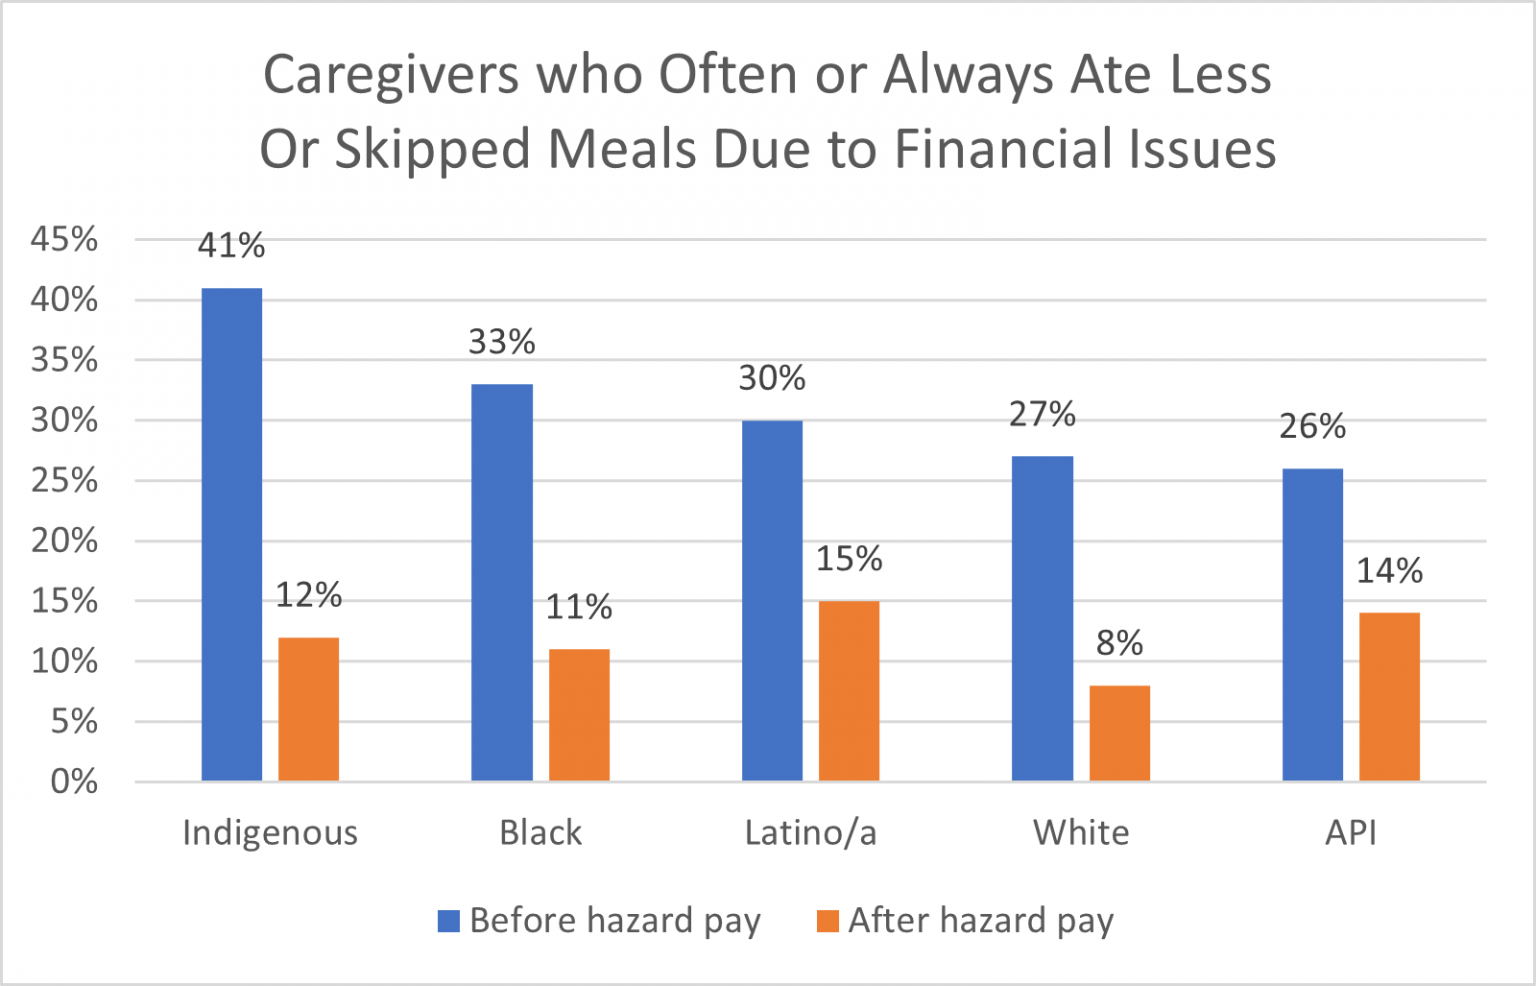 Caregivers who Often or Always Ate Less
Or Skipped Meals Due to Financial Issues
45%
40%
35%
30%
25%
20%
15%
10%
5%
0%
41%
12%
33%
11%
30%
15%
27%
8%
26%
14%
Indigenous
Black
Latino/a
White
API
Before hazard pay
After hazard pay